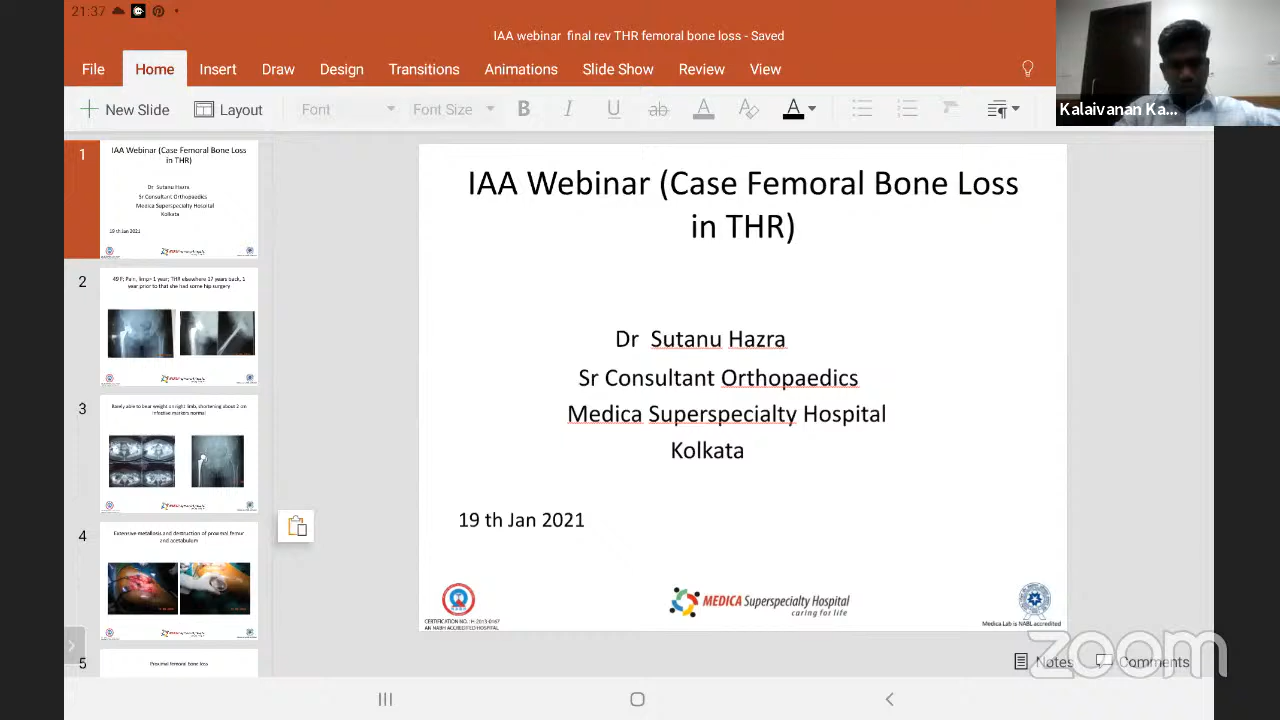 21:37
IAA webinar final rev THR femoral bone loss - Saved
File Home Insert Draw Design Transitions Animations Slide Show Review View
New Slide Layout Font Font Size B I U ab A A
Kalaivanan Ka...
1
IAA Webinar (Case Femoral Bone Loss
in THR)
Dr Sutanu Hazra
Sr Consultant Orthopaedics
Medica Superspecialty Hospital
Kolkata
19 th Jan 2021
2
49 F; Pain, limp> 1 year; THR elsewhere 17 years back, 1
year prior to that she had some hip surgery
3
Barely able to bear weight on right limb, shortening about 2 cm
Infective markers normal
4
Extensive metallosis and destruction of proximal femur
and acetabulum
5
Proximal femoral bone loss
IAA Webinar (Case Femoral Bone Loss
in THR)
Dr Sutanu Hazra
Sr Consultant Orthopaedics
Medica Superspecialty Hospital
Kolkata
19 th Jan 2021
CERTIFICATION NO. : H-2013-0167
AN NABH ACCREDITED HOSPITAL
MEDICA Superspecialty Hospital
caring for life
Medica Lab is NABL accredited
Notes Comments
zoom